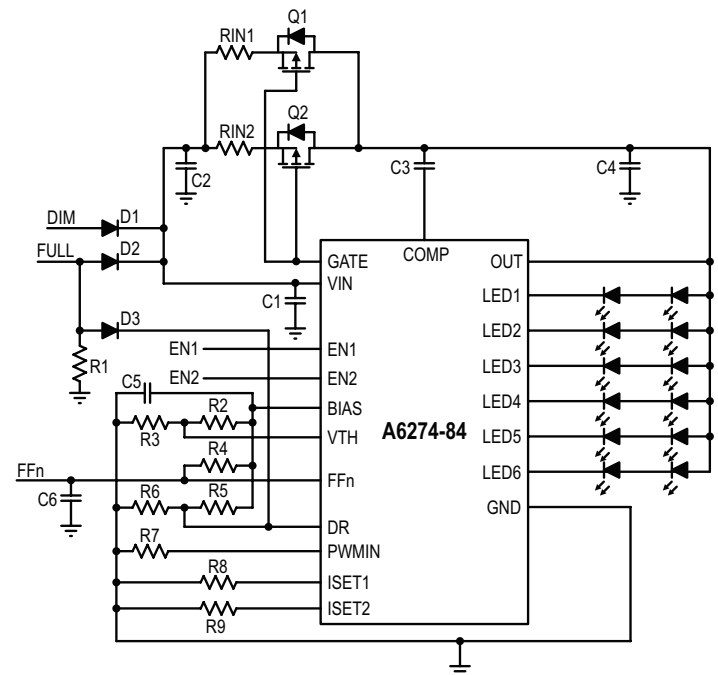 Q1
RIN1
Q2
RIN2
C2
C3
C4
DIM
D1
FULL
D2
GATE
COMP
OUT
VIN
C1
LED1
D3
LED2
R1
EN1
EN1
LED3
EN2
EN2
C5
R2
BIAS
LED4
R3
VTH
A6274-84
LED5
R4
FFn
FFn
LED6
C6
R6
R5
GND
DR
R7
PWMIN
R8
ISET1
ISET2
R9